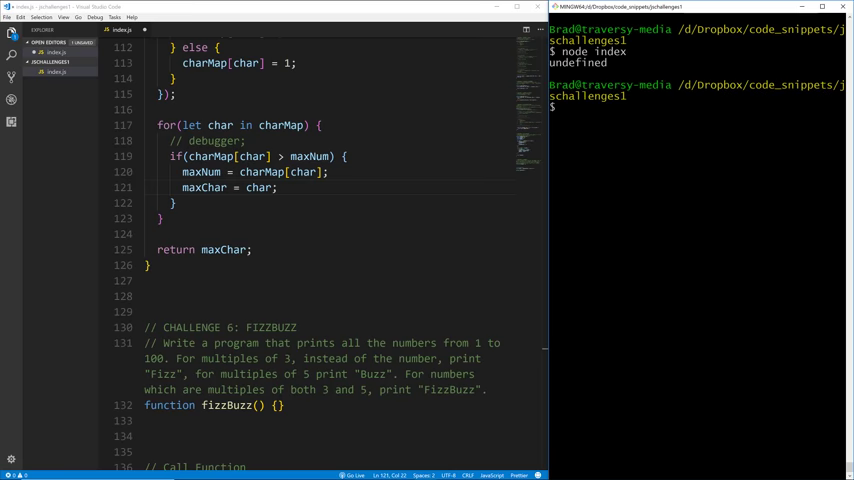 index.js - Visual Studio Code
File Edit Selection View Go Debug Tasks Help
EXPLORER
OPEN EDITORS 1 UNSAVED
index.js
JSCHALLENGES1
index.js
JS index.js
112 } else {
113 charMap[char] = 1;
114 }
115 });
116
117 for(let char in charMap) {
118 // debugger;
119 if(charMap[char] > maxNum) {
120 maxNum = charMap[char];
121 maxChar = char;
122 }
123 }
124
125 return maxChar;
126 }
127
128
129
130 // CHALLENGE 6: FIZZBUZZ
131 // Write a program that prints all the numbers from 1 to
100. For multiples of 3, instead of the number, print
"Fizz", for multiples of 5 print "Buzz". For numbers
which are multiples of both 3 and 5, print "FizzBuzz".
132 function fizzBuzz() {}
133
134
135
136 // Call Function
0 0 Go Live Ln 121, Col 22 Spaces: 2 UTF-8 CRLF JavaScript Prettier
MINGW64:/d/Dropbox/code_snippets/jschallenges1
Brad@traversy-media /d/Dropbox/code_snippets/j
schallenges1
$ node index
undefined
Brad@traversy-media /d/Dropbox/code_snippets/j
schallenges1
$